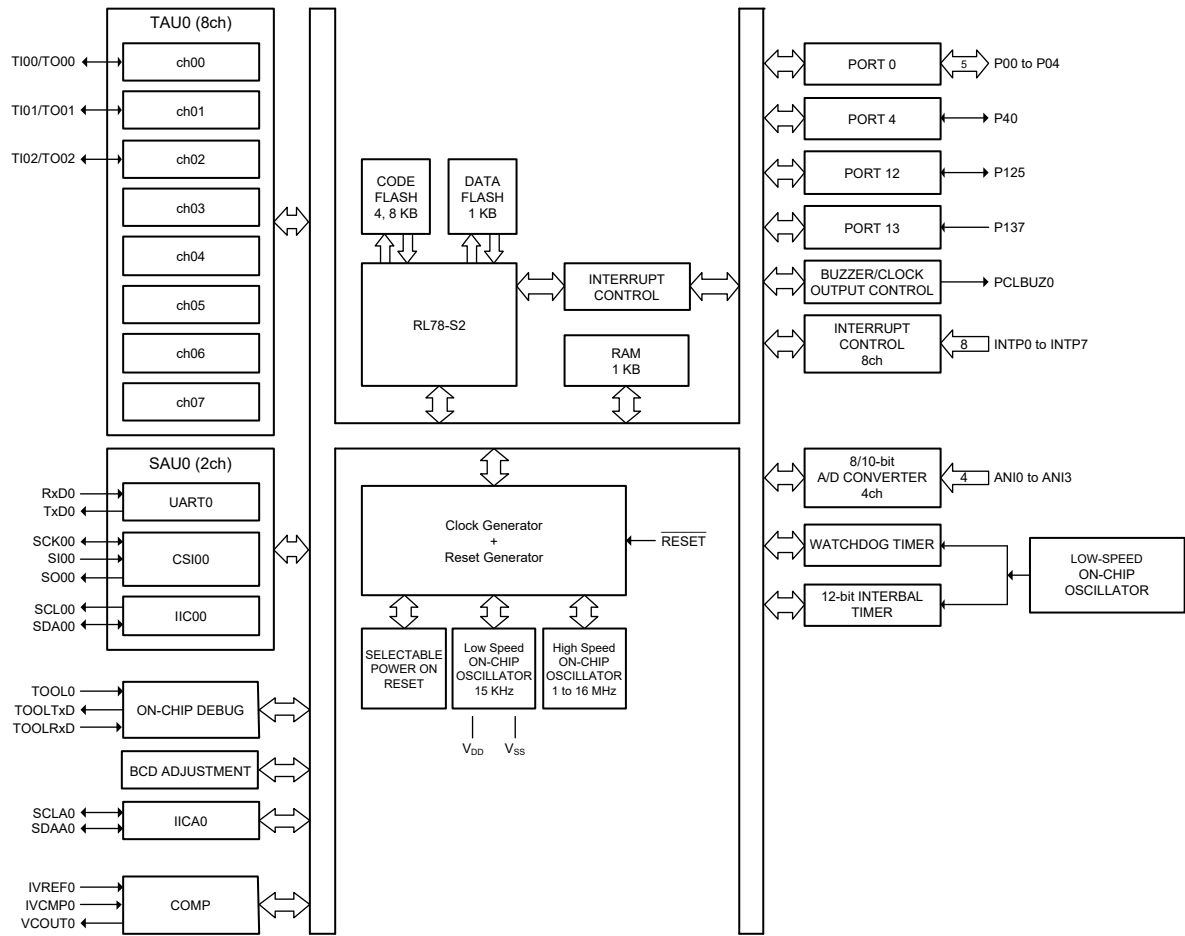 TAU0 (8ch)
TI00/TO00
ch00
TI01/TO01
ch01
TI02/TO02
ch02
ch03
ch04
ch05
ch06
ch07
SAU0 (2ch)
RxD0
TxD0
UART0
SCK00
SI00
SO00
CSI00
SCL00
SDA00
IIC00
TOOL0
TOOLTxD
TOOLRxD
ON-CHIP DEBUG
BCD ADJUSTMENT
SCLA0
SDAA0
IICA0
IVREF0
IVCMP0
VCOUT0
COMP
CODE
FLASH
4, 8 KB
DATA
FLASH
1 KB
RL78-S2
INTERRUPT
CONTROL
RAM
1 KB
Clock Generator
+
Reset Generator
RESET
SELECTABLE
POWER ON
RESET
Low Speed
ON-CHIP
OSCILLATOR
15 KHz
High Speed
ON-CHIP
OSCILLATOR
1 to 16 MHz
VDD
VSS
PORT 0
5
P00 to P04
PORT 4
P40
PORT 12
P125
PORT 13
P137
BUZZER/CLOCK
OUTPUT CONTROL
PCLBUZ0
INTERRUPT
CONTROL
8ch
8
INTP0 to INTP7
8/10-bit
A/D CONVERTER
4ch
4
ANI0 to ANI3
WATCHDOG TIMER
12-bit INTERBAL
TIMER
LOW-SPEED
ON-CHIP
OSCILLATOR